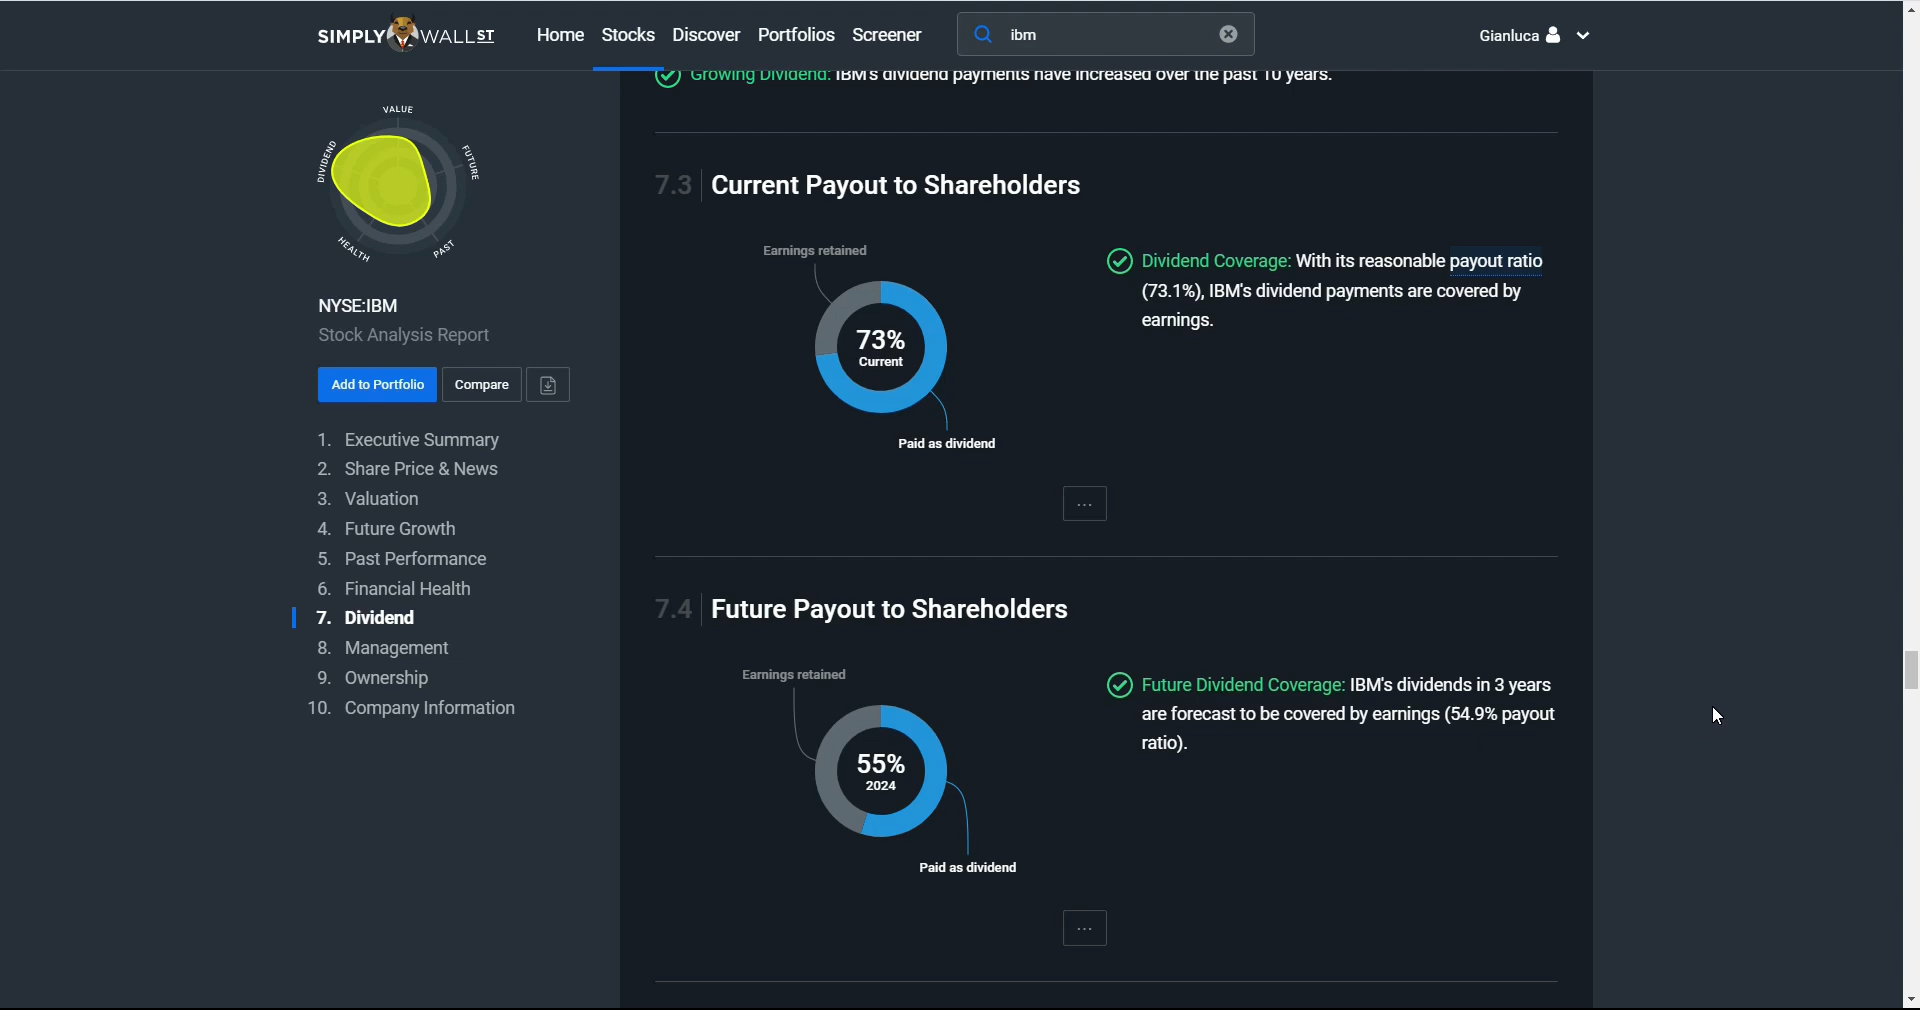 SIMPLY WALLST
Home Stocks Discover Portfolios Screener
ibm
Gianluca
Growing Dividend: IBM's dividend payments have increased over the past 10 years.
VALUE
FUTURE
PAST
HEALTH
DIVIDEND
NYSE:IBM
Stock Analysis Report
Add to Portfolio
Compare
1. Executive Summary
2. Share Price & News
3. Valuation
4. Future Growth
5. Past Performance
6. Financial Health
7. Dividend
8. Management
9. Ownership
10. Company Information
7.3 Current Payout to Shareholders
Earnings retained
73%
Current
Paid as dividend
Dividend Coverage: With its reasonable payout ratio
(73.1%), IBM's dividend payments are covered by
earnings.
...
7.4 Future Payout to Shareholders
Earnings retained
55%
2024
Paid as dividend
Future Dividend Coverage: IBM's dividends in 3 years
are forecast to be covered by earnings (54.9% payout
ratio).
...